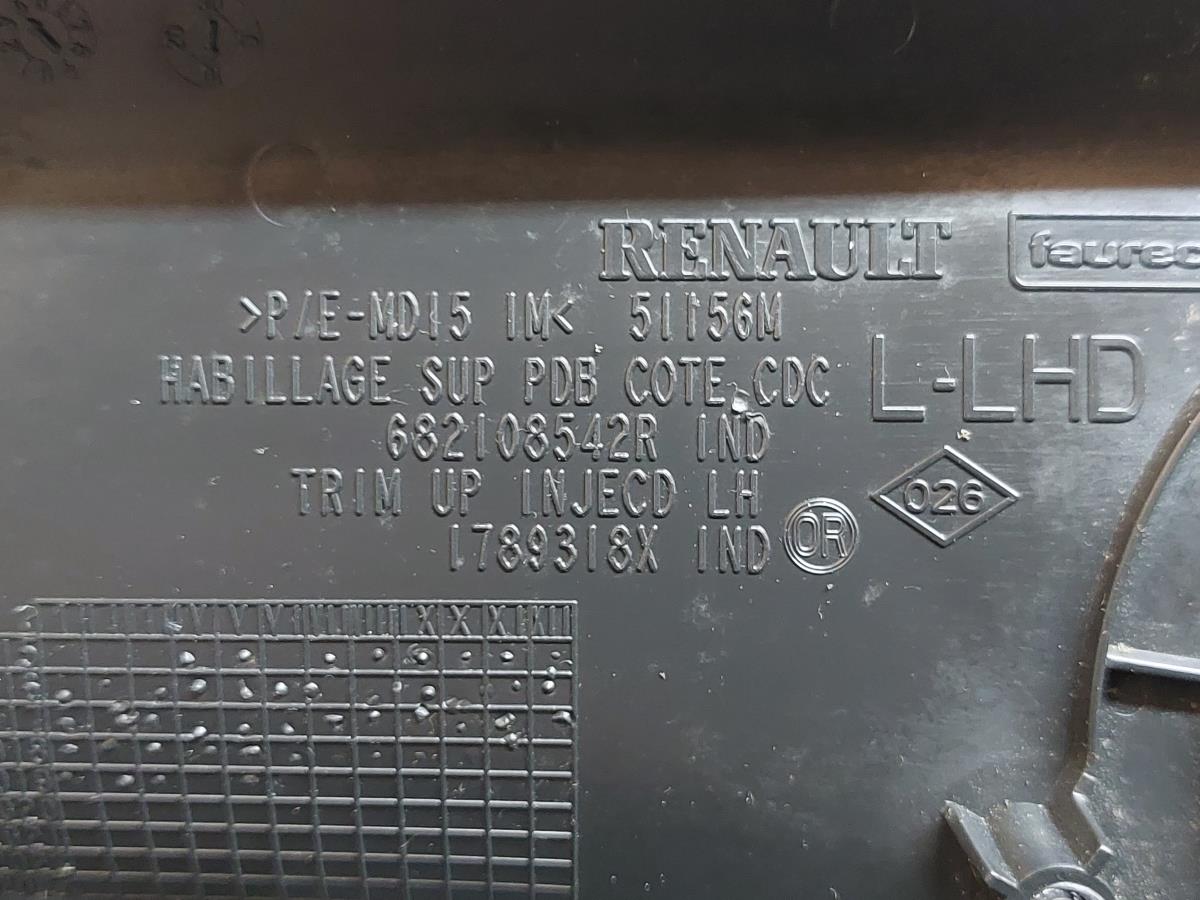 RENAULT
faurec
>P/E-MD15 IM< 51156M
HABILLAGE SUP PDB COTE CDC
L-LHD
682108542R IND
TRIM UP INJECD LH
026
1789318X IND
OR